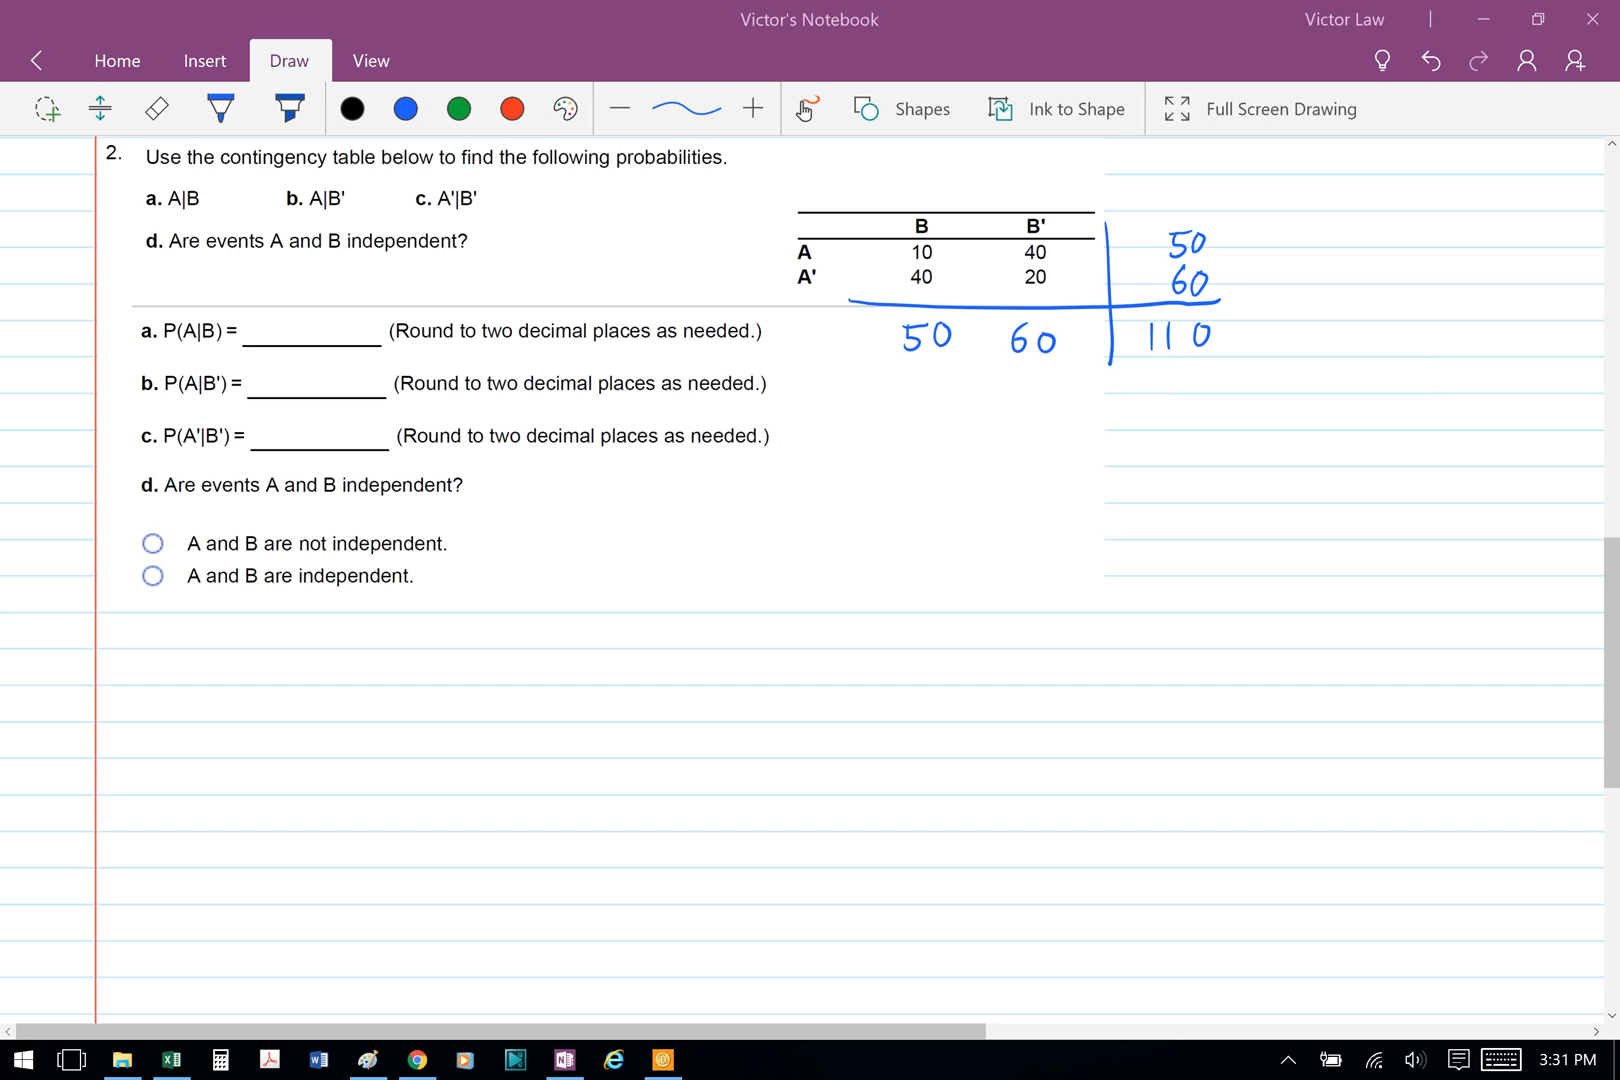 Victor's Notebook
Victor Law
Home Insert Draw View
Shapes Ink to Shape Full Screen Drawing
2. Use the contingency table below to find the following probabilities.
a. A|B b. A|B' c. A'|B'
d. Are events A and B independent?
B B'
A 10 40 50
A' 40 20 60
50 60 110
a. P(A|B) = (Round to two decimal places as needed.)
b. P(A|B') = (Round to two decimal places as needed.)
c. P(A'|B') = (Round to two decimal places as needed.)
d. Are events A and B independent?
A and B are not independent.
A and B are independent.
3:31 PM